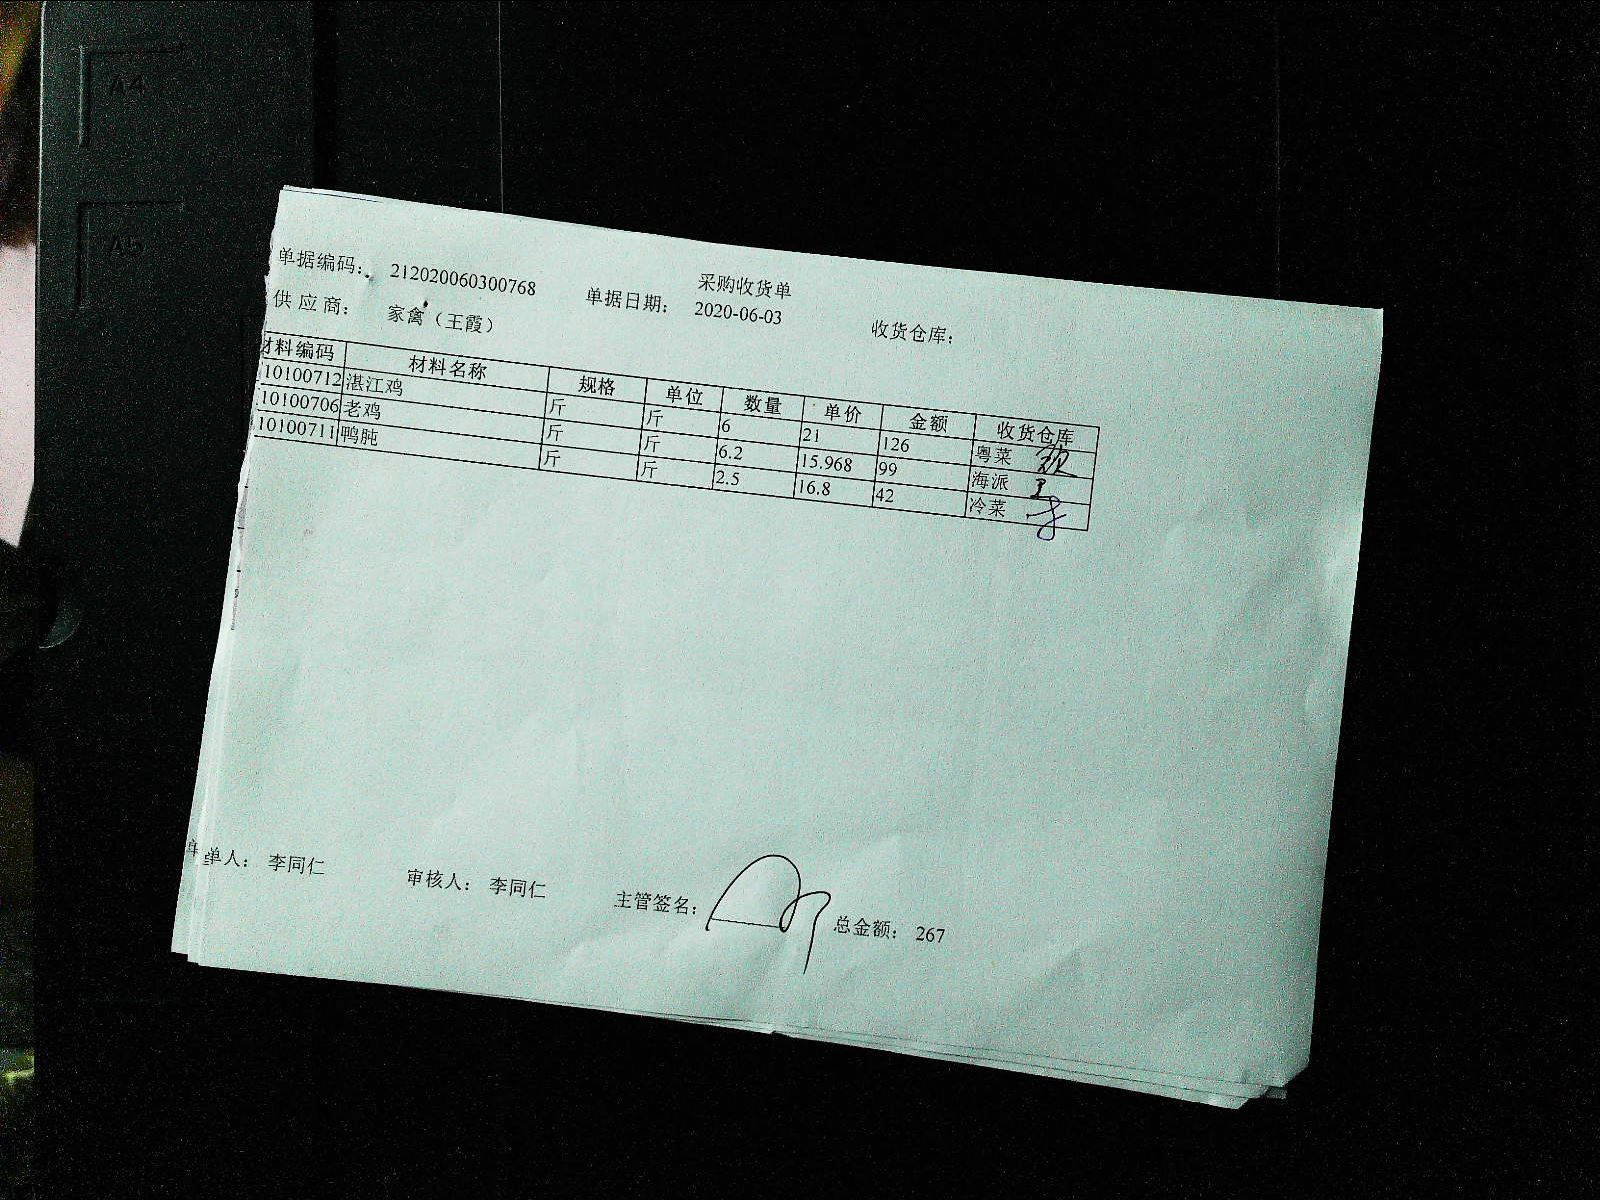 A4
A5
采购收货单
单据编码: 212020060300768 单据日期: 2020-06-03 收货仓库:
供应商: 家禽（王霞）
材料编码 材料名称 规格 单位 数量 单价 金额 收货仓库
10100712 湛江鸡 斤 斤 6 21 126 粤菜
10100706 老鸡 斤 斤 6.2 15.968 99 海派
10100711 鸭肫 斤 斤 2.5 16.8 42 冷菜
单人: 李同仁 审核人: 李同仁 主管签名: 总金额: 267